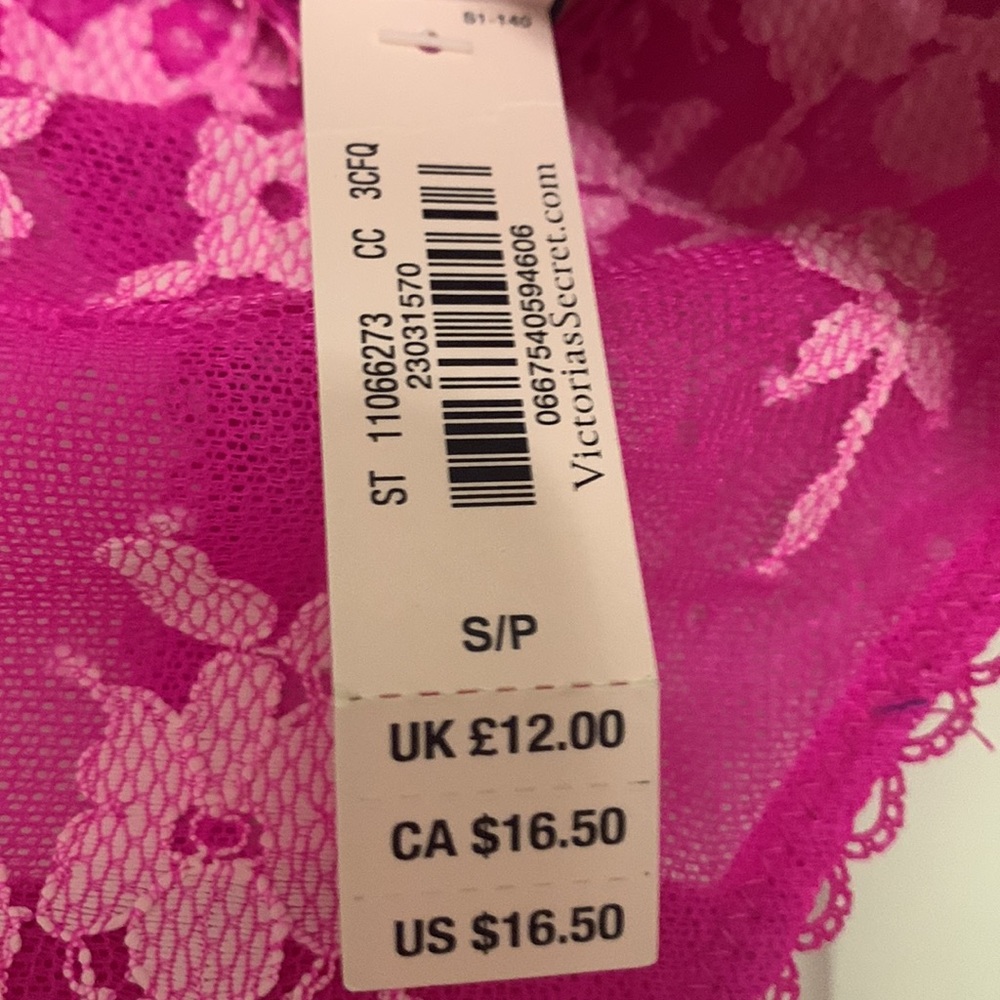 S1-140
ST 11066273 CC 3CFQ
23031570
0667540594606
VictoriasSecret.com
S/P
UK £12.00
CA $16.50
US $16.50